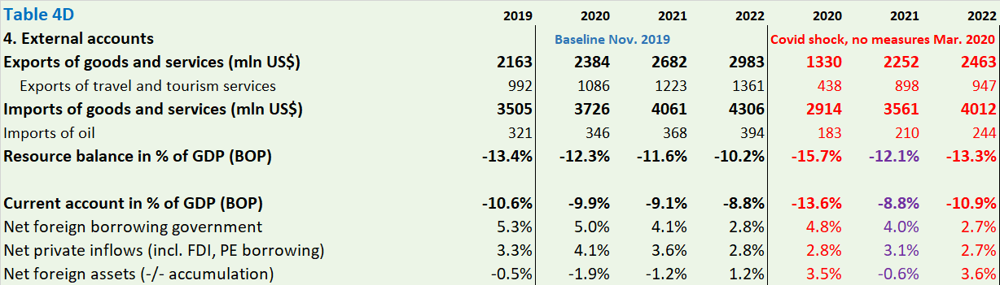 Table 4D 2019 2020 2021 2022 2020 2021 2022
4. External accounts Baseline Nov. 2019 Covid shock, no measures Mar. 2020
Exports of goods and services (mln US$) 2163 2384 2682 2983 1330 2252 2463
Exports of travel and tourism services 992 1086 1223 1361 438 898 947
Imports of goods and services (mln US$) 3505 3726 4061 4306 2914 3561 4012
Imports of oil 321 346 368 394 183 210 244
Resource balance in % of GDP (BOP) -13.4% -12.3% -11.6% -10.2% -15.7% -12.1% -13.3%
Current account in % of GDP (BOP) -10.6% -9.9% -9.1% -8.8% -13.6% -8.8% -10.9%
Net foreign borrowing government 5.3% 5.0% 4.1% 2.8% 4.8% 4.0% 2.7%
Net private inflows (incl. FDI, PE borrowing) 3.3% 4.1% 3.6% 2.8% 2.8% 3.1% 2.7%
Net foreign assets (-/- accumulation) -0.5% -1.9% -1.2% 1.2% 3.5% -0.6% 3.6%